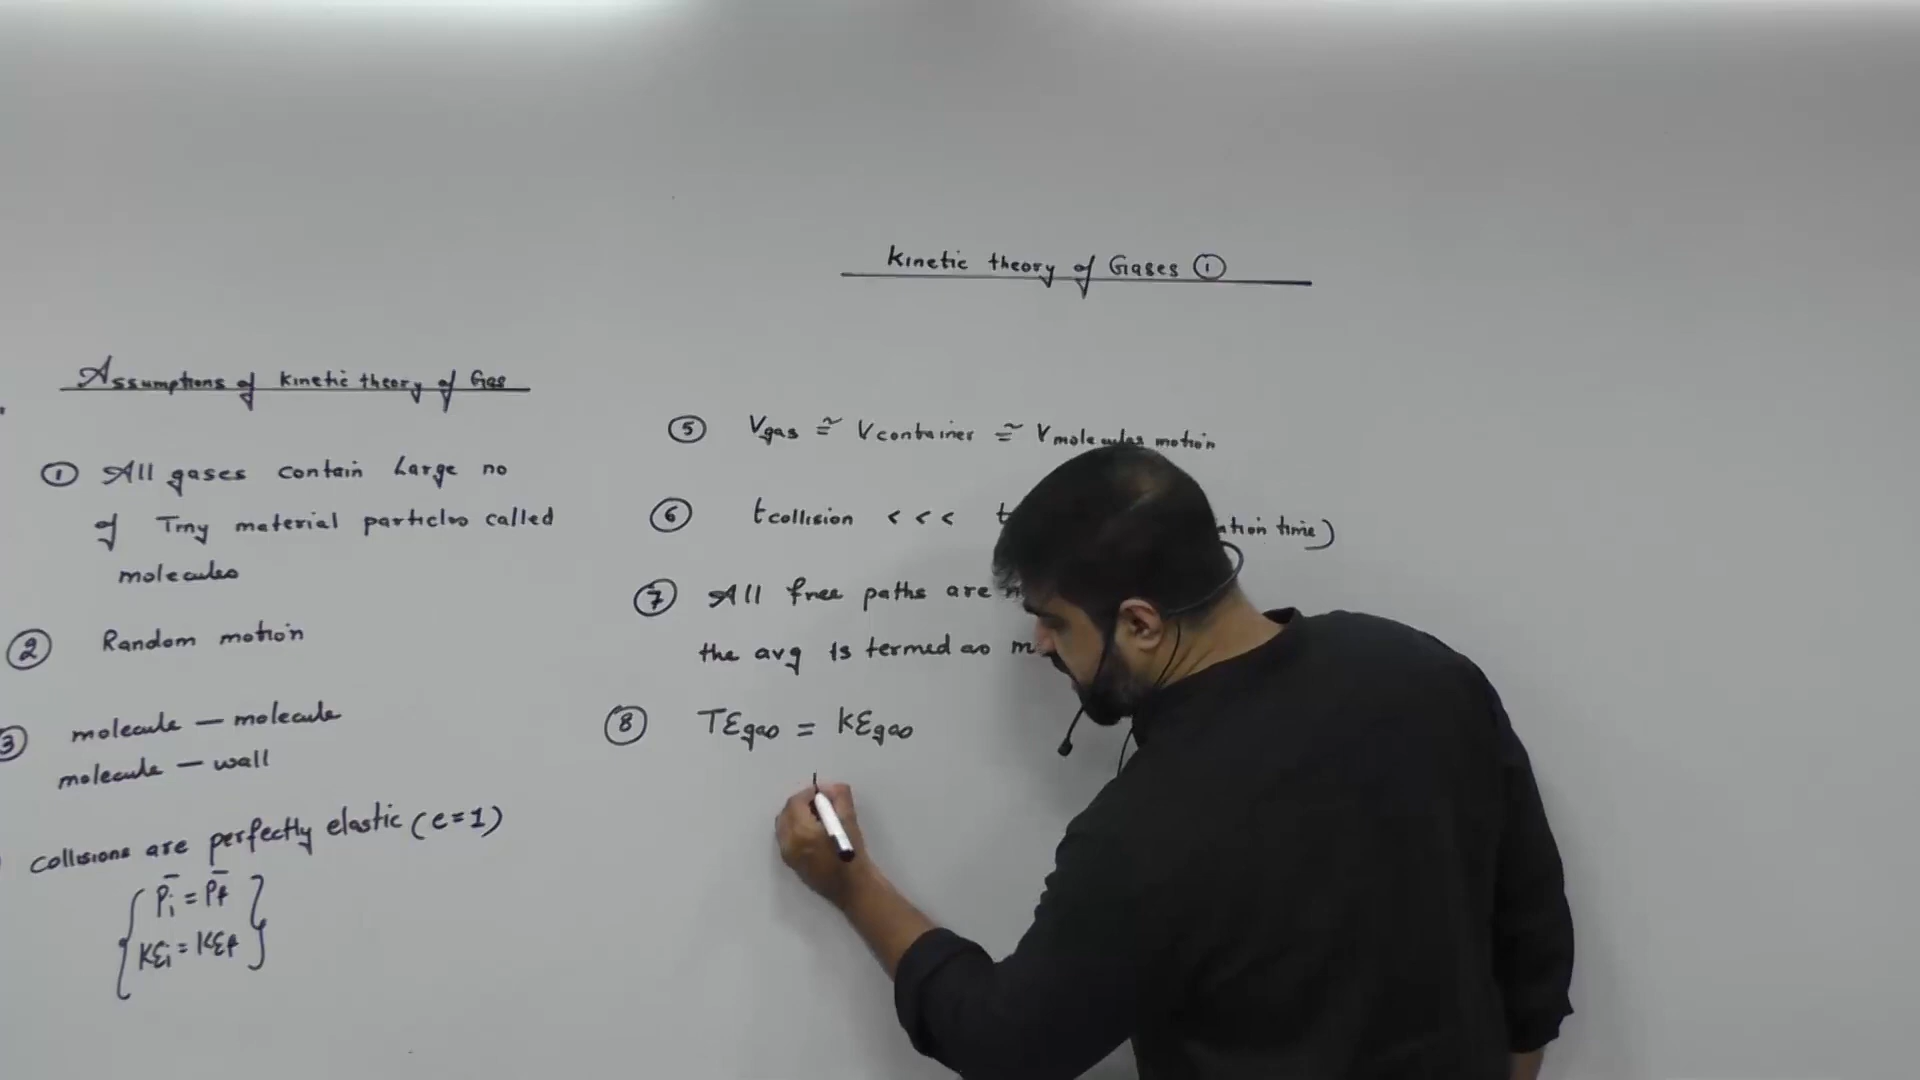 Kinetic theory of Gases ①
Assumptions of kinetic theory of Gas
① All gases contain Large no
of Tiny material particles called
molecules
② Random motion
3 molecule — molecule
molecule — wall
collisions are perfectly elastic (e=1)
P̄i = P̄f
KEi = KEf
⑤ Vgas ≅ Vcontainer ≅ Vmolecules motion
⑥ tcollision <<< time)
⑦ All free paths are
the avg is termed as
⑧ TEgas = KEgas